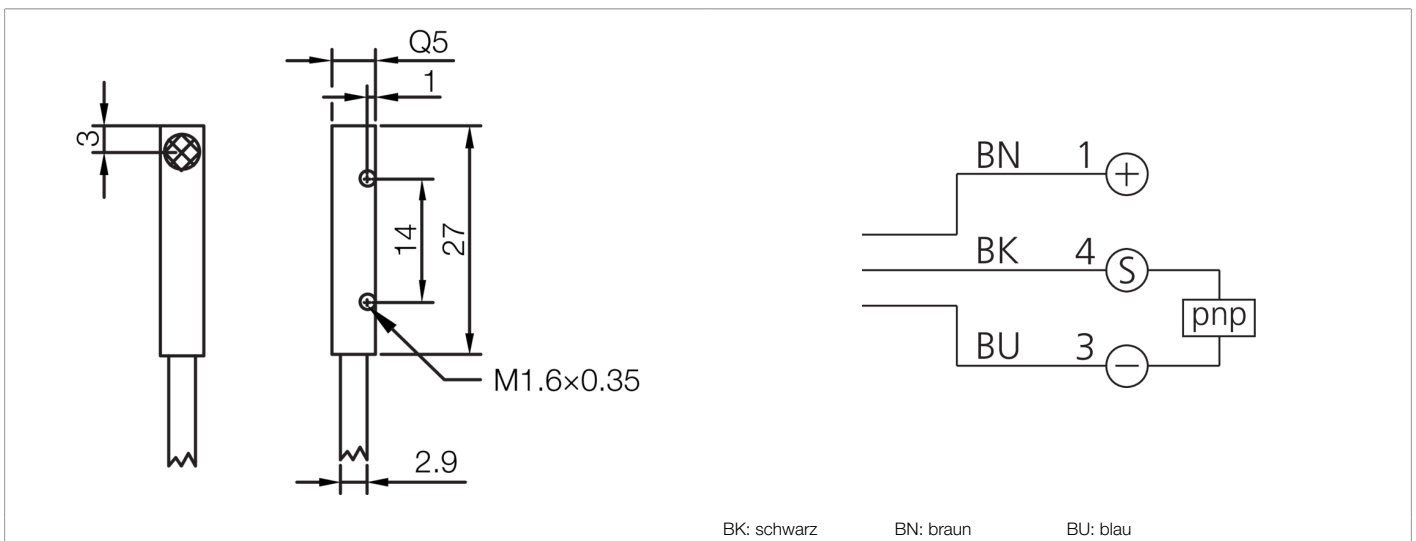 Q5
1
3
14
27
M1.6×0.35
2.9
BN 1
+
BK 4
S
pnp
BU 3
−
BK: schwarz BN: braun BU: blau